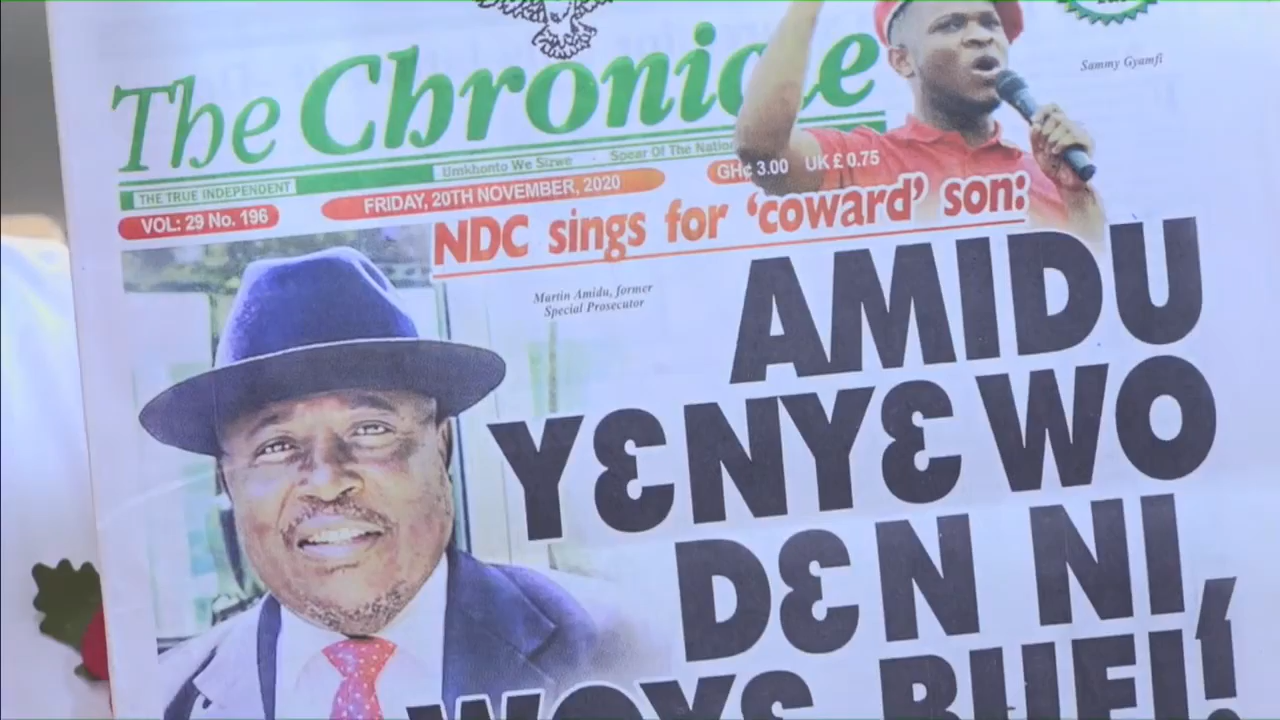 The Chronicle
Sammy Gyamfi
Umkhonto We Sizwe · Spear Of The Nation
THE TRUE INDEPENDENT
GH¢ 3.00 UK £ 0.75
FRIDAY, 20TH NOVEMBER, 2020
VOL: 29 No. 196
NDC sings for ‘coward’ son:
Martin Amidu, former
Special Prosecutor
AMIDU
YƐNYƐ WO
DƐN NI,